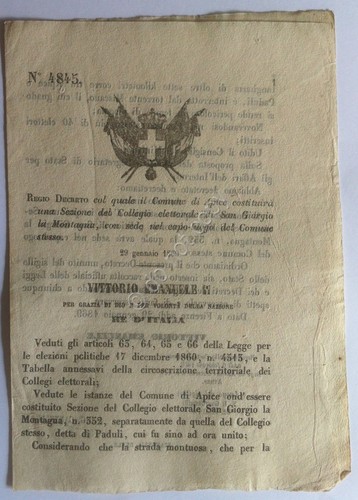 N° 4845.
REGIO DECRETO col quale il Comune di Apice costituirà
una Sezione del Collegio elettorale di San Giorgio
la Montagna, con sede nel capo-luogo del Comune
stesso.
29 gennaio
VITTORIO EMANUELE II
PER GRAZIA DI DIO E PER VOLONTÀ DELLA NAZIONE
RE D'ITALIA
Veduti gli articoli 63, 64, 65 e 66 della Legge per
le elezioni politiche 17 dicembre 1860, n. 4515, e la
Tabella annessavi della circoscrizione territoriale dei
Collegi elettorali;
Vedute le istanze del Comune di Apice ond'essere
costituito Sezione del Collegio elettorale San Giorgio la
Montagna, n. 352, separatamente da quella del Collegio
stesso, detta di Paduli, cui fu sino ad ora unito;
Considerando che la strada montuosa, che per la